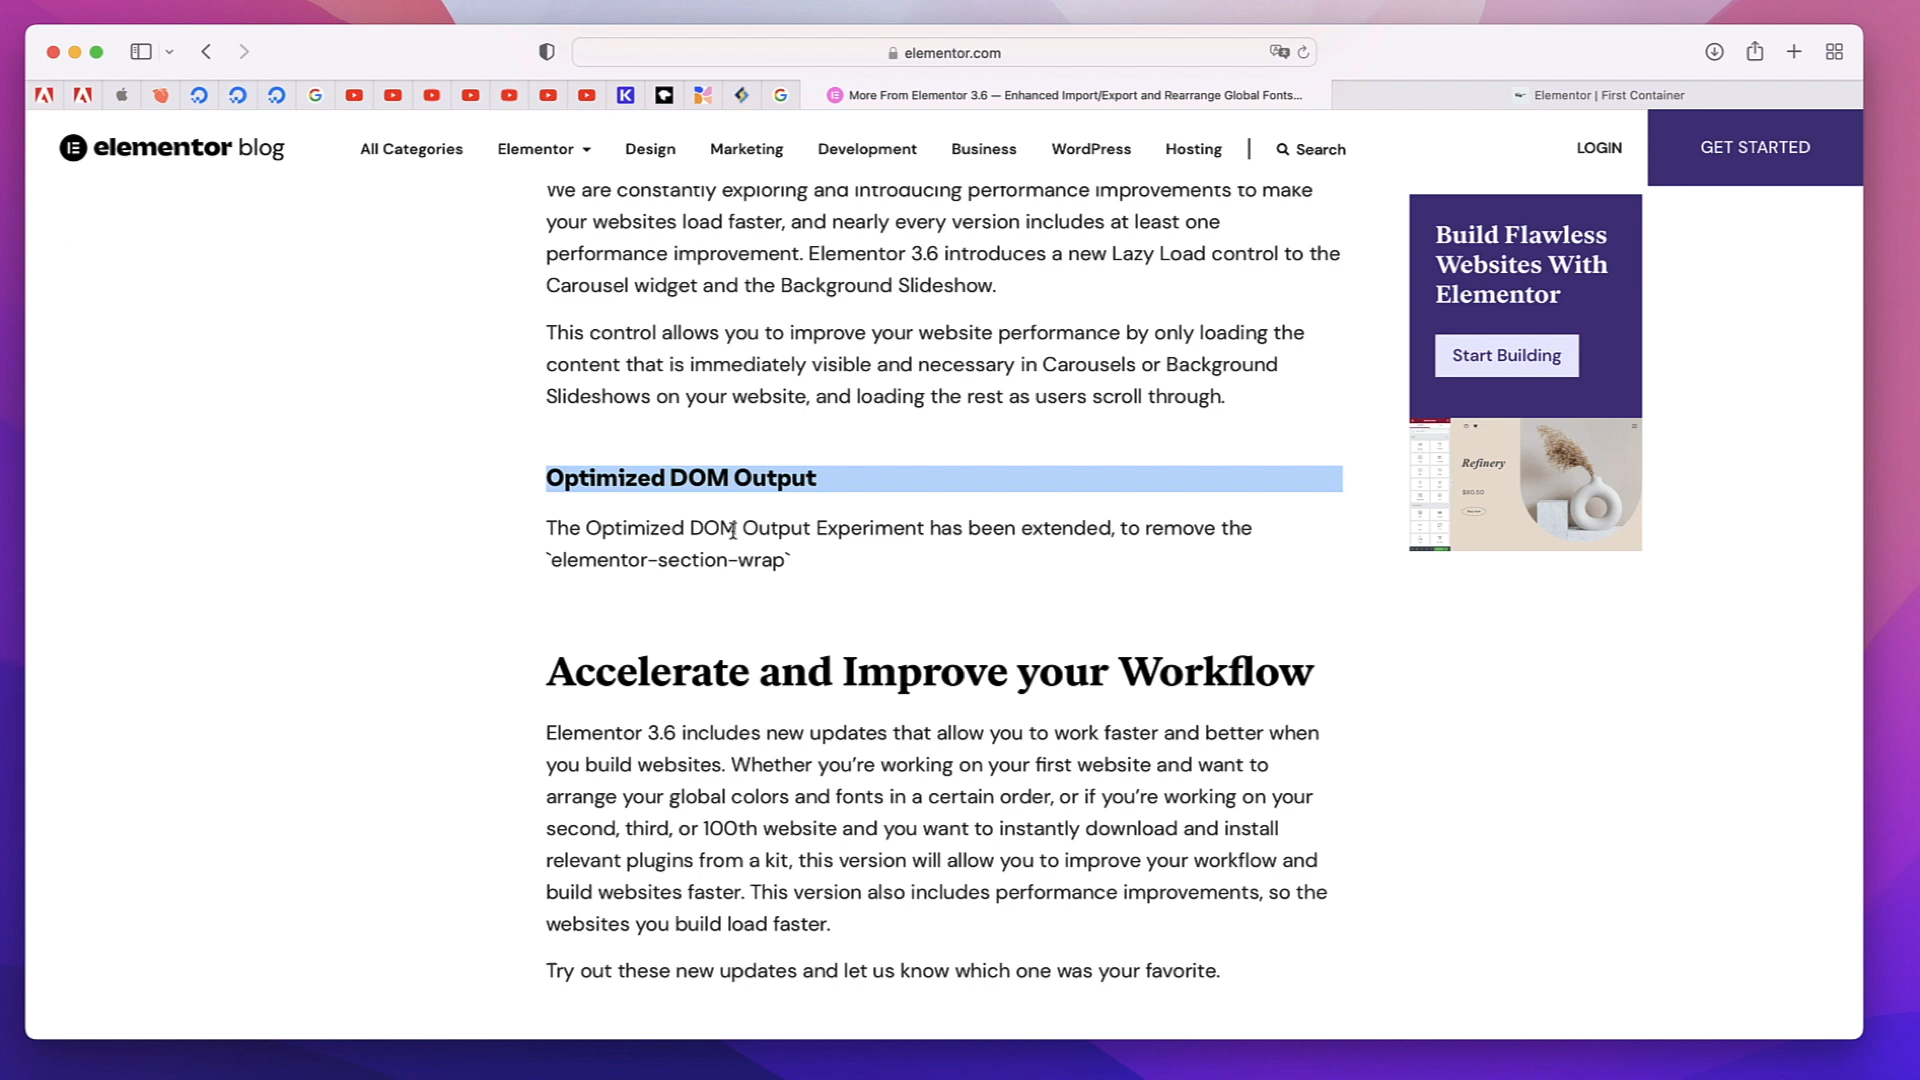 elementor.com
More From Elementor 3.6 — Enhanced Import/Export and Rearrange Global Fonts...
Elementor | First Container
elementor blog
All Categories
Elementor
Design
Marketing
Development
Business
WordPress
Hosting
Search
LOGIN
GET STARTED
We are constantly exploring and introducing performance improvements to make
your websites load faster, and nearly every version includes at least one
performance improvement. Elementor 3.6 introduces a new Lazy Load control to the
Carousel widget and the Background Slideshow.
This control allows you to improve your website performance by only loading the
content that is immediately visible and necessary in Carousels or Background
Slideshows on your website, and loading the rest as users scroll through.
Optimized DOM Output
The Optimized DOM Output Experiment has been extended, to remove the
`elementor-section-wrap`
Accelerate and Improve your Workflow
Elementor 3.6 includes new updates that allow you to work faster and better when
you build websites. Whether you’re working on your first website and want to
arrange your global colors and fonts in a certain order, or if you’re working on your
second, third, or 100th website and you want to instantly download and install
relevant plugins from a kit, this version will allow you to improve your workflow and
build websites faster. This version also includes performance improvements, so the
websites you build load faster.
Try out these new updates and let us know which one was your favorite.
Build Flawless
Websites With
Elementor
Start Building
Refinery
$80.50